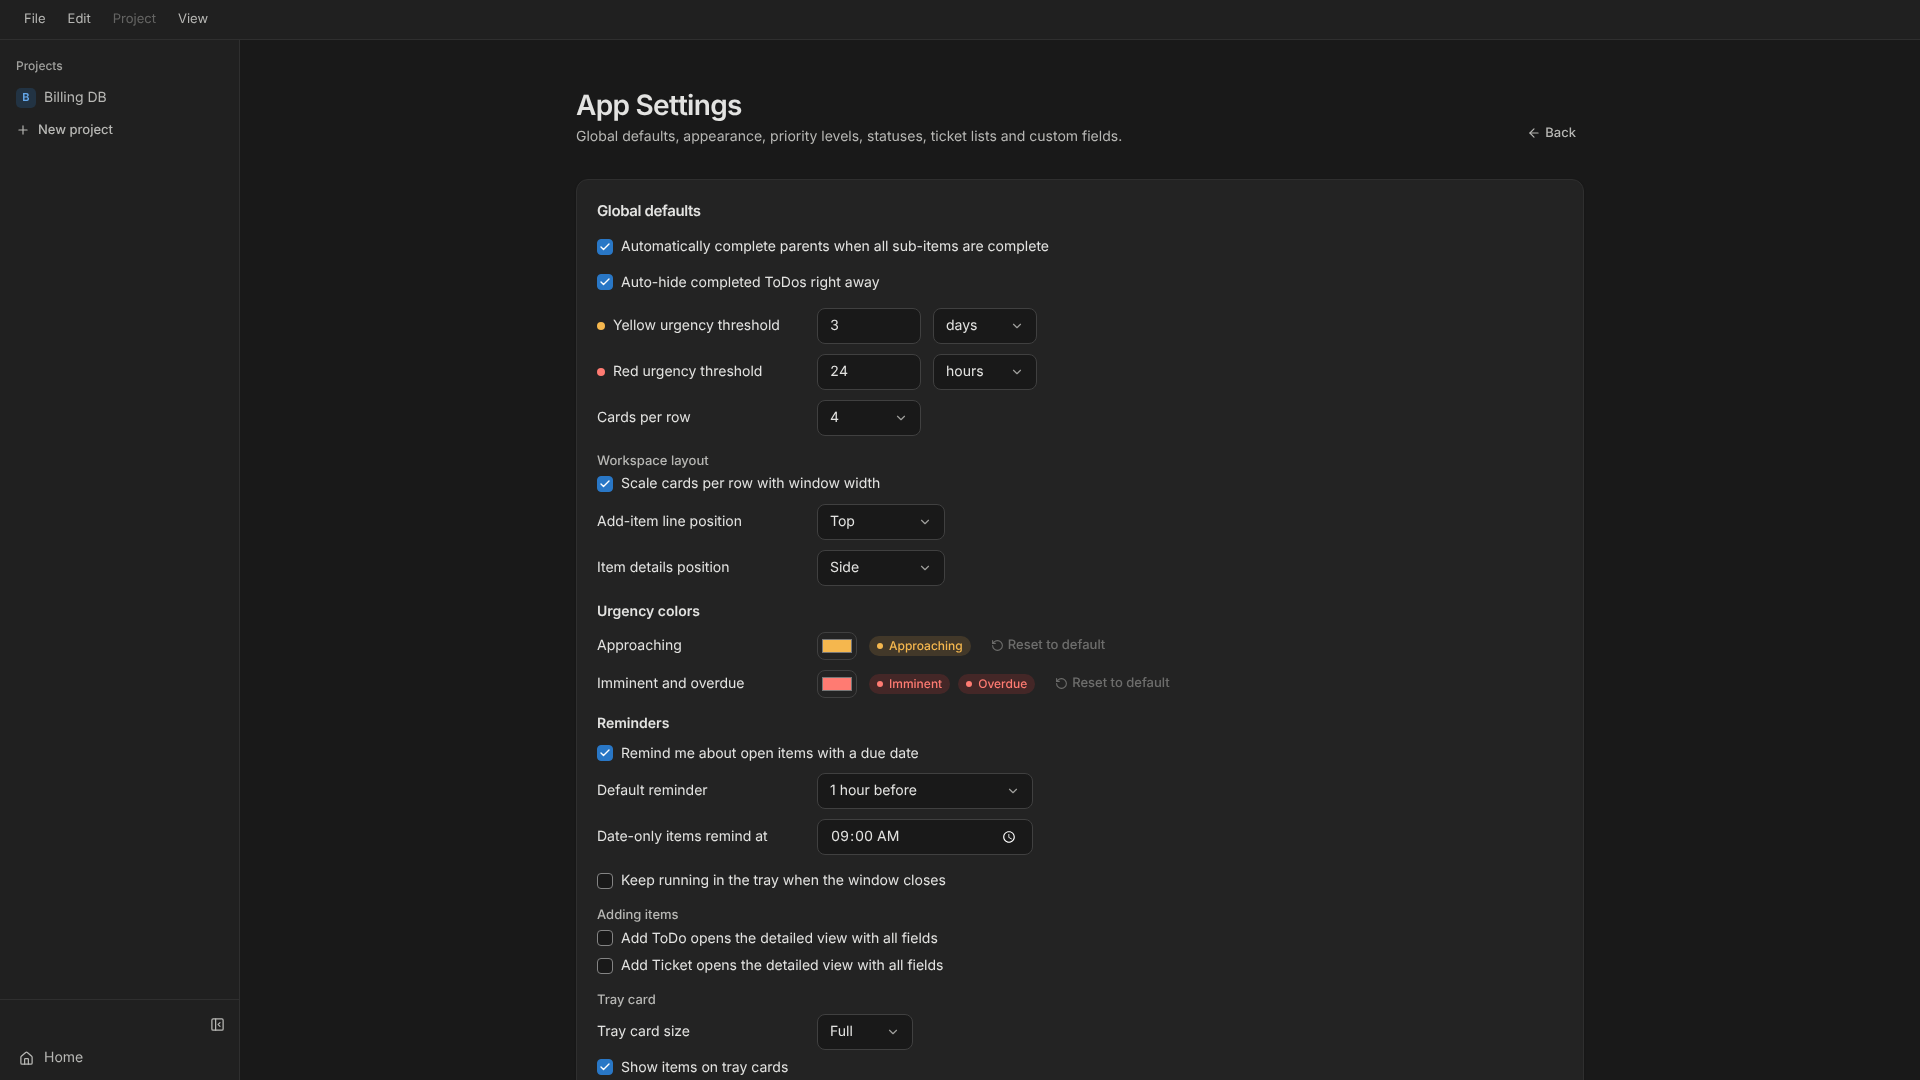 File Edit Project View
Projects
B Billing DB
New project
Home
App Settings
Global defaults, appearance, priority levels, statuses, ticket lists and custom fields.
Back
Global defaults
Automatically complete parents when all sub-items are complete
Auto-hide completed ToDos right away
Yellow urgency threshold 3 days
Red urgency threshold 24 hours
Cards per row 4
Workspace layout
Scale cards per row with window width
Add-item line position Top
Item details position Side
Urgency colors
Approaching Approaching Reset to default
Imminent and overdue Imminent Overdue Reset to default
Reminders
Remind me about open items with a due date
Default reminder 1 hour before
Date-only items remind at 09:00 AM
Keep running in the tray when the window closes
Adding items
Add ToDo opens the detailed view with all fields
Add Ticket opens the detailed view with all fields
Tray card
Tray card size Full
Show items on tray cards